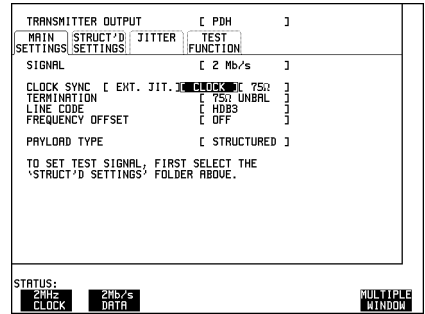 TRANSMITTER OUTPUT [ PDH ]
MAIN SETTINGS STRUCT'D SETTINGS JITTER TEST FUNCTION
SIGNAL [ 2 Mb/s ]
CLOCK SYNC [ EXT. JIT.][ CLOCK ][ 75Ω ]
TERMINATION [ 75Ω UNBAL ]
LINE CODE [ HDB3 ]
FREQUENCY OFFSET [ OFF ]
PAYLOAD TYPE [ STRUCTURED ]
TO SET TEST SIGNAL, FIRST SELECT THE
'STRUCT'D SETTINGS' FOLDER ABOVE.
STATUS:
2MHz CLOCK 2Mb/s DATA MULTIPLE WINDOW